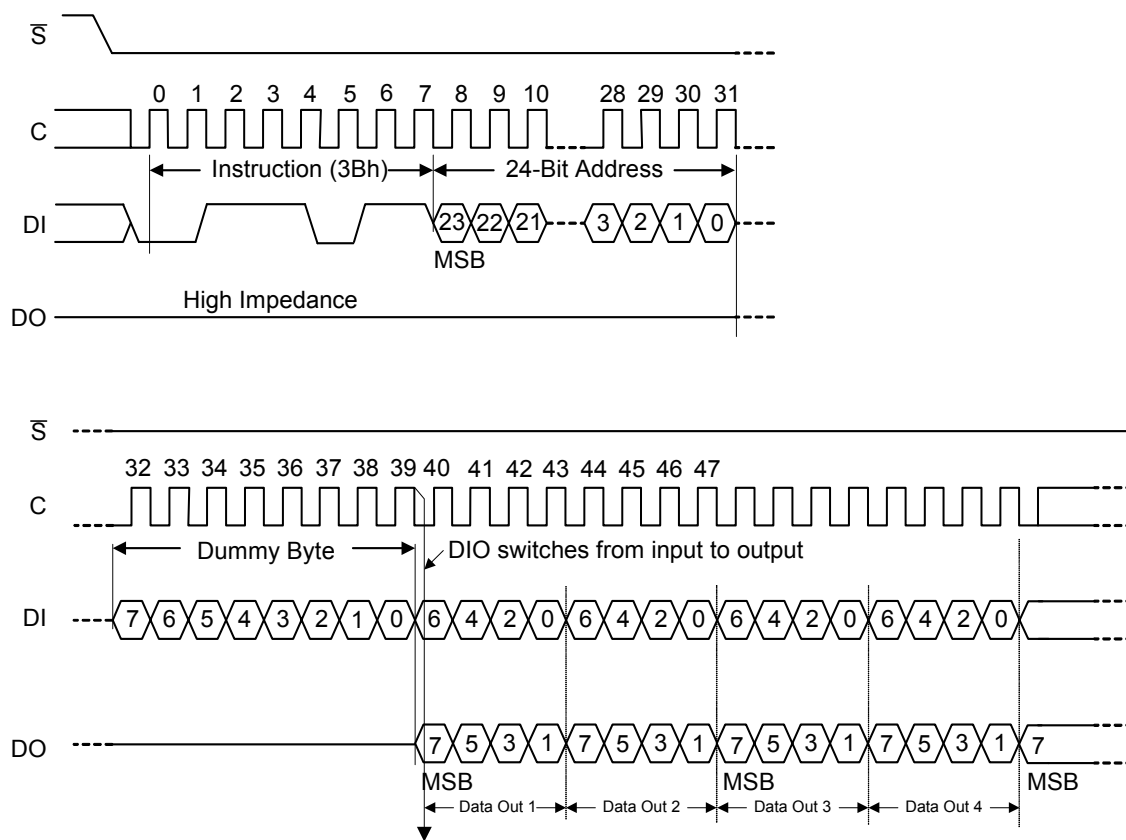 S
0 1 2 3 4 5 6 7 8 9 10 28 29 30 31
C
Instruction (3Bh) 24-Bit Address
DI 23 22 21 3 2 1 0
MSB
High Impedance
DO
S
32 33 34 35 36 37 38 39 40 41 42 43 44 45 46 47
C
Dummy Byte DIO switches from input to output
DI 7 6 5 4 3 2 1 0 6 4 2 0 6 4 2 0 6 4 2 0 6 4 2 0
DO 7 5 3 1 7 5 3 1 7 5 3 1 7 5 3 1 7
MSB MSB MSB
Data Out 1 Data Out 2 Data Out 3 Data Out 4